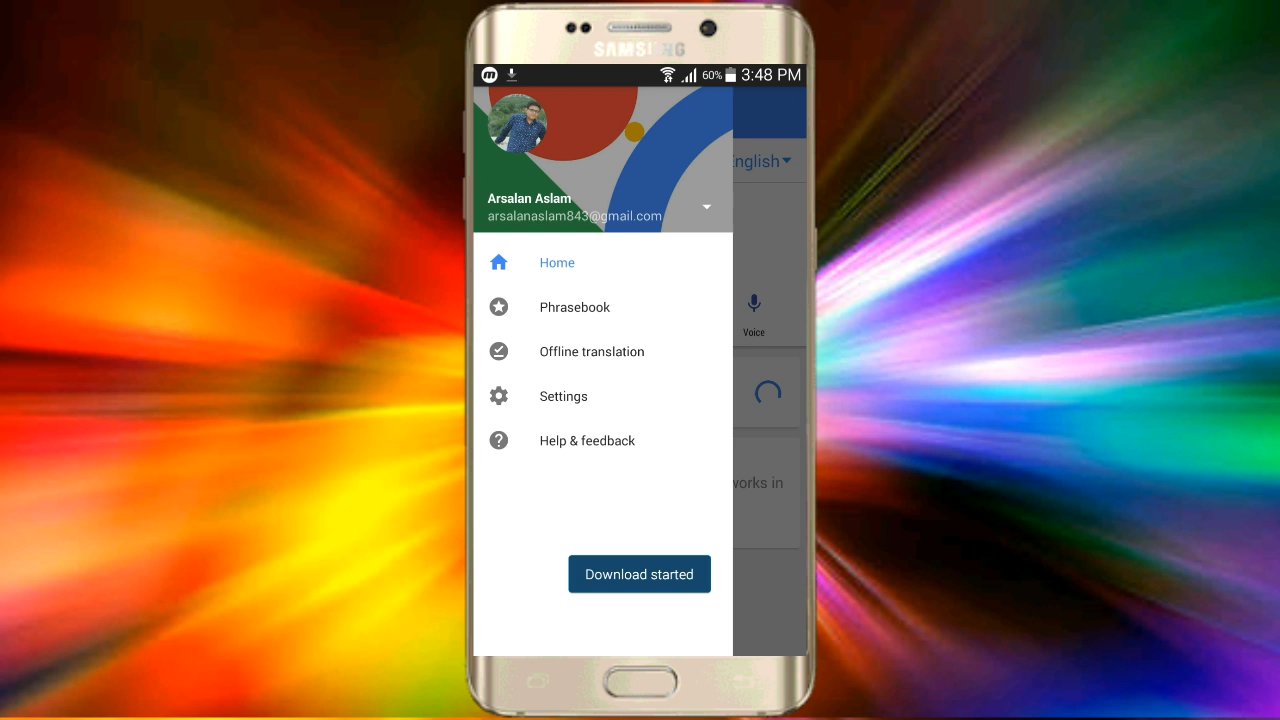 SAMSUNG
60% 3:48 PM
English
Arsalan Aslam
arsalanaslam843@gmail.com
Home
Phrasebook
Voice
Offline translation
Settings
Help & feedback
works in
Download started